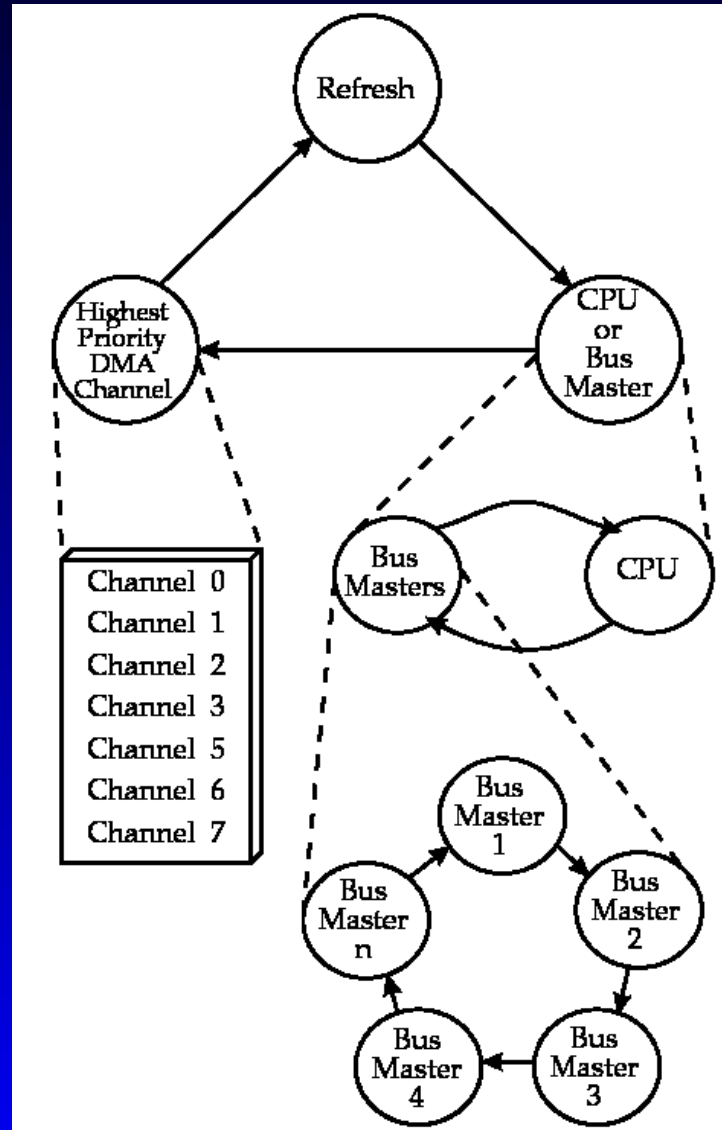 Refresh
Highest
Priority
DMA
Channel
CPU
or
Bus
Master
Bus
Masters
CPU
Channel 0
Channel 1
Channel 2
Channel 3
Channel 5
Channel 6
Channel 7
Bus
Master
1
Bus
Master
2
Bus
Master
3
Bus
Master
4
Bus
Master
n